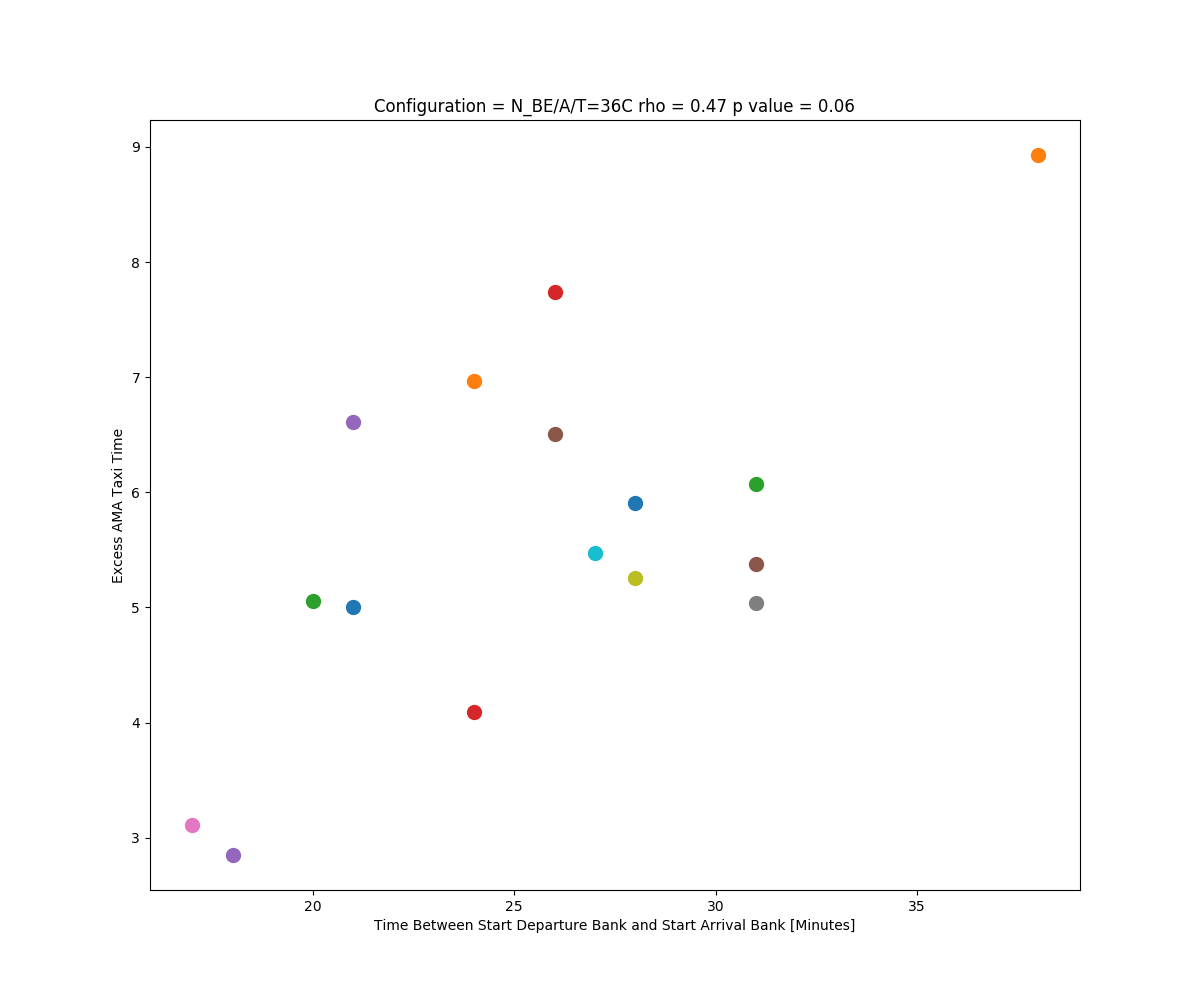 Configuration = N_BE/A/T=36C rho = 0.47 p value = 0.06
9
8
7
6
5
4
3
Excess AMA Taxi Time
20 25 30 35
Time Between Start Departure Bank and Start Arrival Bank [Minutes]